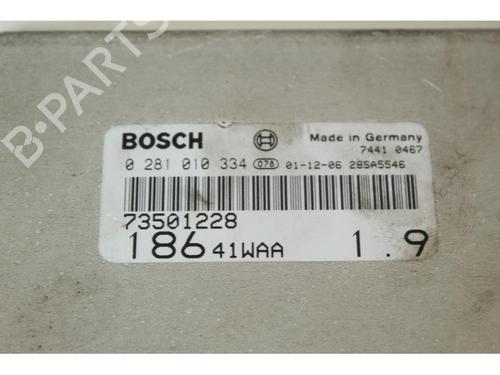 B-PARTS
BOSCH
Made in Germany
7441 0467
0 281 010 334 078 01-12-06 28SA5546
73501228
186 41WAA 1.9